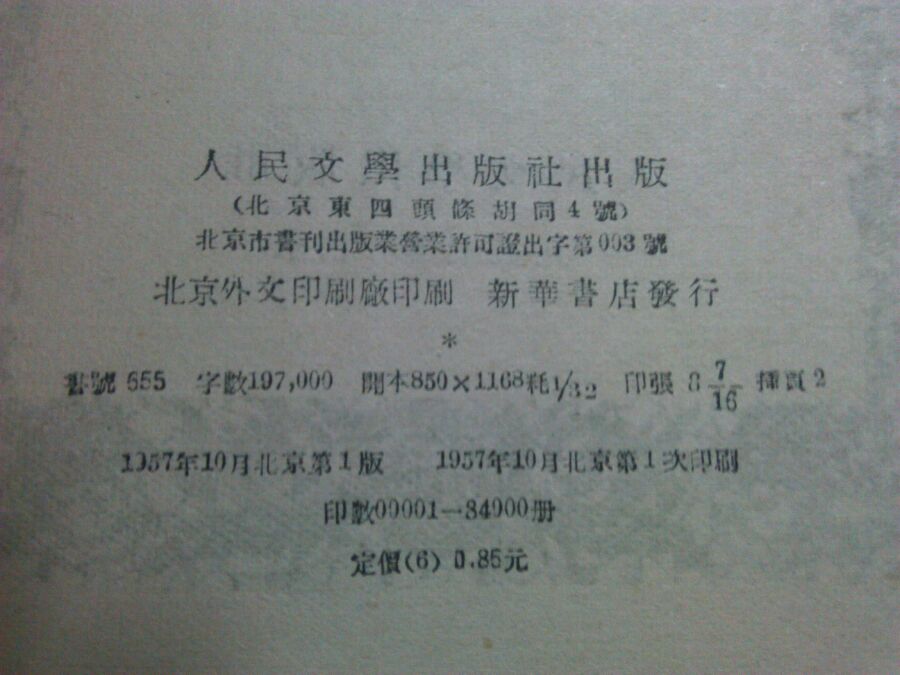 人民文學出版社出版
（北京東四頭條胡同4號）
北京市書刊出版業營業許可證出字第003號
北京外文印刷廠印刷 新華書店發行
*
書號 655 字數197,000 開本850×1168耗1/32 印張 8 7/16 插頁2
1957年10月北京第1版 1957年10月北京第1次印刷
印數00001—34000册
定價(6) 0.85元